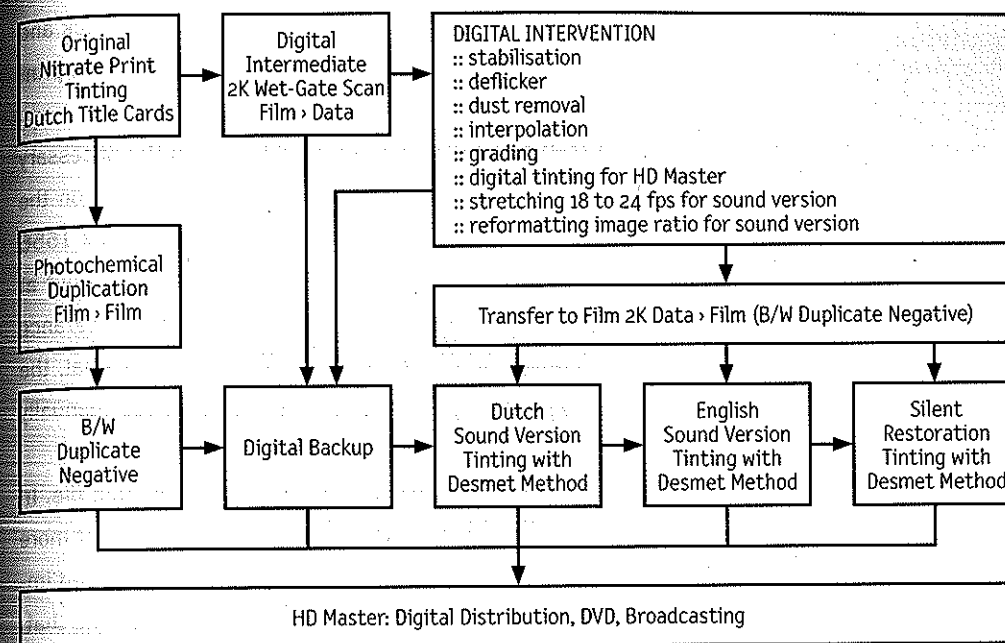 Original
Nitrate Print
Tinting
Dutch Title Cards
Digital
Intermediate
2K Wet-Gate Scan
Film › Data
DIGITAL INTERVENTION
:: stabilisation
:: deflicker
:: dust removal
:: interpolation
:: grading
:: digital tinting for HD Master
:: stretching 18 to 24 fps for sound version
:: reformatting image ratio for sound version
Photochemical
Duplication
Film › Film
Transfer to Film 2K Data › Film (B/W Duplicate Negative)
B/W
Duplicate
Negative
Digital Backup
Dutch
Sound Version
Tinting with
Desmet Method
English
Sound Version
Tinting with
Desmet Method
Silent
Restoration
Tinting with
Desmet Method
HD Master: Digital Distribution, DVD, Broadcasting